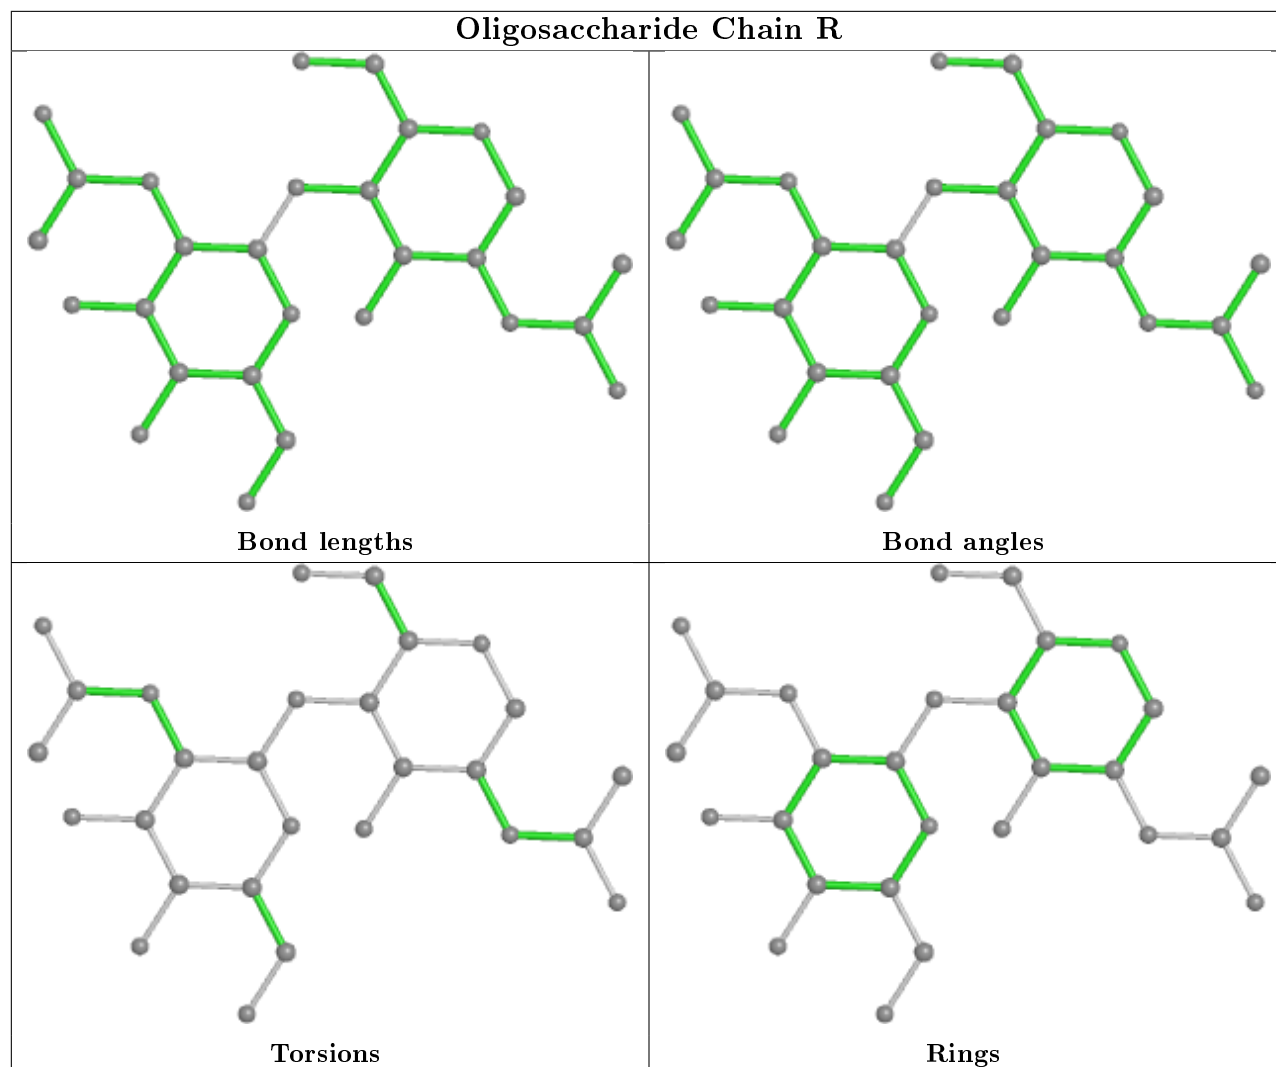 Oligosaccharide Chain R
Bond lengths
Bond angles
Torsions
Rings